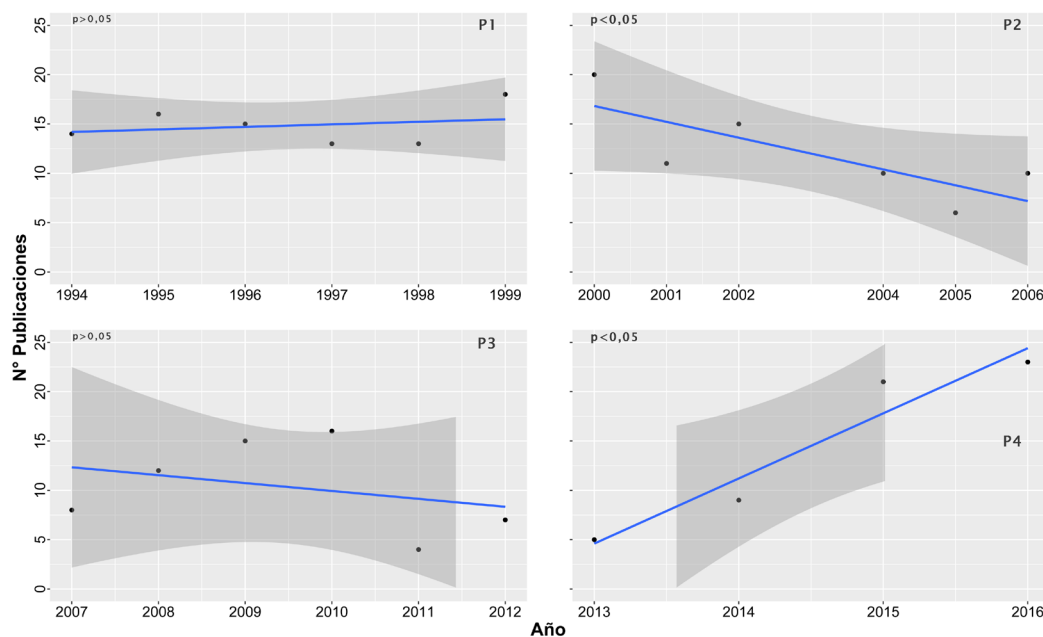 p>0,05
P1
25
20
15
10
5
0
1994 1995 1996 1997 1998 1999
p<0,05
P2
2000 2001 2002 2004 2005 2006
N° Publicaciones
p>0,05
P3
25
20
15
10
5
0
2007 2008 2009 2010 2011 2012
p<0,05
P4
2013 2014 2015 2016
Año